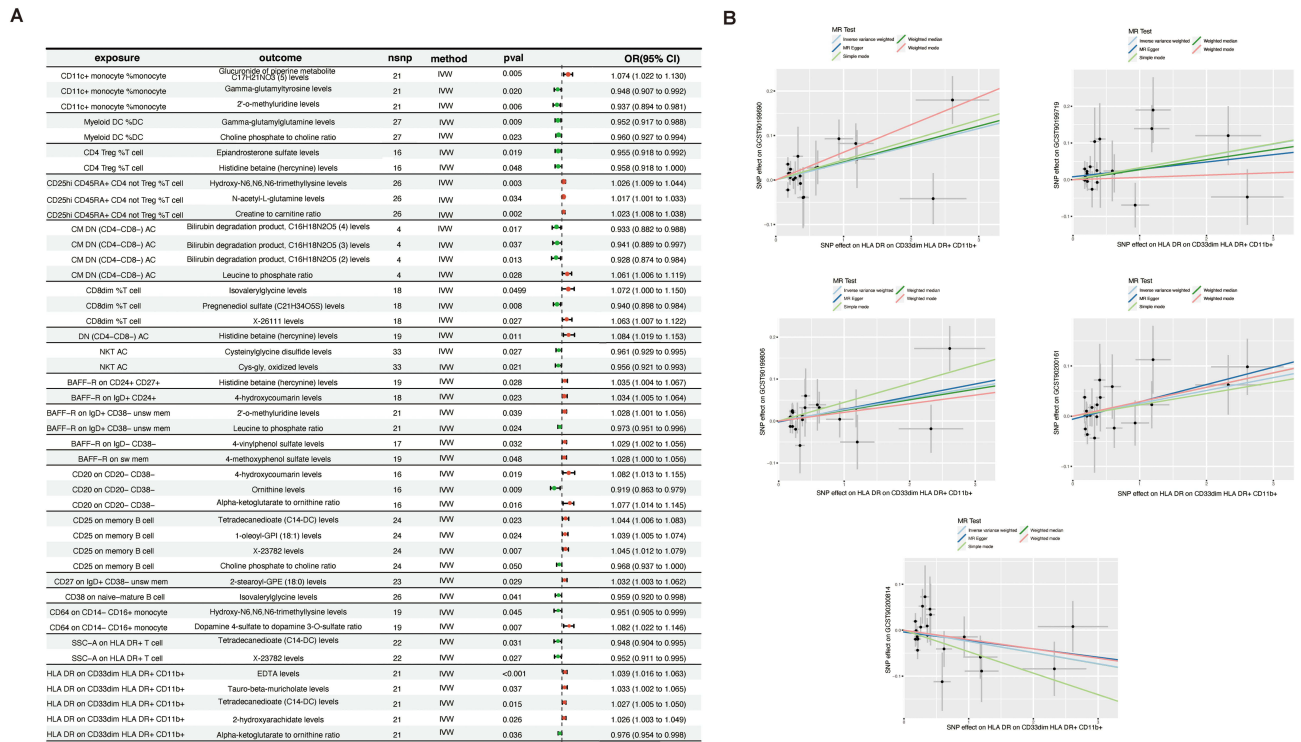 A
exposure outcome nsnp method pval OR(95% CI)
CD11c+ monocyte %monocyte Glucuronide of piperine metabolite C17H21NO3 (5) levels 21 IVW 0.005 1.074 (1.022 to 1.130)
CD11c+ monocyte %monocyte Gamma-glutamyltyrosine levels 21 IVW 0.020 0.948 (0.907 to 0.992)
CD11c+ monocyte %monocyte 2'-o-methyluridine levels 21 IVW 0.006 0.937 (0.894 to 0.981)
Myeloid DC %DC Gamma-glutamylglutamine levels 27 IVW 0.009 0.952 (0.917 to 0.988)
Myeloid DC %DC Choline phosphate to choline ratio 27 IVW 0.023 0.960 (0.927 to 0.994)
CD4 Treg %T cell Epiandrosterone sulfate levels 16 IVW 0.019 0.955 (0.918 to 0.992)
CD4 Treg %T cell Histidine betaine (hercynine) levels 16 IVW 0.048 0.958 (0.918 to 1.000)
CD25hi CD45RA+ CD4 not Treg %T cell Hydroxy-N6,N6,N6-trimethyllysine levels 26 IVW 0.003 1.026 (1.009 to 1.044)
CD25hi CD45RA+ CD4 not Treg %T cell N-acetyl-L-glutamine levels 26 IVW 0.034 1.017 (1.001 to 1.033)
CD25hi CD45RA+ CD4 not Treg %T cell Creatine to carnitine ratio 26 IVW 0.002 1.023 (1.008 to 1.038)
CM DN (CD4−CD8−) AC Bilirubin degradation product, C16H18N2O5 (4) levels 4 IVW 0.017 0.933 (0.882 to 0.988)
CM DN (CD4−CD8−) AC Bilirubin degradation product, C16H18N2O5 (3) levels 4 IVW 0.037 0.941 (0.889 to 0.997)
CM DN (CD4−CD8−) AC Bilirubin degradation product, C16H18N2O5 (2) levels 4 IVW 0.013 0.928 (0.874 to 0.984)
CM DN (CD4−CD8−) AC Leucine to phosphate ratio 4 IVW 0.028 1.061 (1.006 to 1.119)
CD8dim %T cell Isovalerylglycine levels 18 IVW 0.0499 1.072 (1.000 to 1.150)
CD8dim %T cell Pregnenediol sulfate (C21H34O5S) levels 18 IVW 0.008 0.940 (0.898 to 0.984)
CD8dim %T cell X-26111 levels 18 IVW 0.027 1.063 (1.007 to 1.122)
DN (CD4−CD8−) AC Histidine betaine (hercynine) levels 19 IVW 0.011 1.084 (1.019 to 1.153)
NKT AC Cysteinylglycine disulfide levels 33 IVW 0.027 0.961 (0.929 to 0.995)
NKT AC Cys-gly, oxidized levels 33 IVW 0.021 0.956 (0.921 to 0.993)
BAFF−R on CD24+ CD27+ Histidine betaine (hercynine) levels 19 IVW 0.028 1.035 (1.004 to 1.067)
BAFF−R on IgD+ CD24+ 4-hydroxycoumarin levels 18 IVW 0.023 1.034 (1.005 to 1.064)
BAFF−R on IgD+ CD38− unsw mem 2'-o-methyluridine levels 21 IVW 0.039 1.028 (1.001 to 1.056)
BAFF−R on IgD+ CD38− unsw mem Leucine to phosphate ratio 21 IVW 0.024 0.973 (0.951 to 0.996)
BAFF−R on IgD− CD38− 4-vinylphenol sulfate levels 17 IVW 0.032 1.029 (1.002 to 1.056)
BAFF−R on sw mem 4-methoxyphenol sulfate levels 19 IVW 0.048 1.028 (1.000 to 1.056)
CD20 on CD20− CD38− 4-hydroxycoumarin levels 16 IVW 0.019 1.082 (1.013 to 1.155)
CD20 on CD20− CD38− Ornithine levels 16 IVW 0.009 0.919 (0.863 to 0.979)
CD20 on CD20− CD38− Alpha-ketoglutarate to ornithine ratio 16 IVW 0.016 1.077 (1.014 to 1.145)
CD25 on memory B cell Tetradecanedioate (C14-DC) levels 24 IVW 0.023 1.044 (1.006 to 1.083)
CD25 on memory B cell 1-oleoyl-GPI (18:1) levels 24 IVW 0.024 1.039 (1.005 to 1.074)
CD25 on memory B cell X-23782 levels 24 IVW 0.007 1.045 (1.012 to 1.079)
CD25 on memory B cell Choline phosphate to choline ratio 24 IVW 0.050 0.968 (0.937 to 1.000)
CD27 on IgD+ CD38− unsw mem 2-stearoyl-GPE (18:0) levels 23 IVW 0.029 1.032 (1.003 to 1.062)
CD38 on naive−mature B cell Isovalerylglycine levels 26 IVW 0.041 0.959 (0.920 to 0.998)
CD64 on CD14− CD16+ monocyte Hydroxy-N6,N6,N6-trimethyllysine levels 19 IVW 0.045 0.951 (0.905 to 0.999)
CD64 on CD14− CD16+ monocyte Dopamine 4-sulfate to dopamine 3-O-sulfate ratio 19 IVW 0.007 1.082 (1.022 to 1.146)
SSC−A on HLA DR+ T cell Tetradecanedioate (C14-DC) levels 22 IVW 0.031 0.948 (0.904 to 0.995)
SSC−A on HLA DR+ T cell X-23782 levels 22 IVW 0.027 0.952 (0.911 to 0.995)
HLA DR on CD33dim HLA DR+ CD11b+ EDTA levels 21 IVW <0.001 1.039 (1.016 to 1.063)
HLA DR on CD33dim HLA DR+ CD11b+ Tauro-beta-muricholate levels 21 IVW 0.037 1.033 (1.002 to 1.065)
HLA DR on CD33dim HLA DR+ CD11b+ Tetradecanedioate (C14-DC) levels 21 IVW 0.015 1.027 (1.005 to 1.050)
HLA DR on CD33dim HLA DR+ CD11b+ 2-hydroxyarachidate levels 21 IVW 0.026 1.026 (1.003 to 1.049)
HLA DR on CD33dim HLA DR+ CD11b+ Alpha-ketoglutarate to ornithine ratio 21 IVW 0.036 0.976 (0.954 to 0.998)
B
MR Test
Inverse variance weighted Weighted median
MR Egger Weighted mode
Simple mode
SNP effect on GCST90199690
0.2
0.1
0.0
−0.1
SNP effect on HLA DR on CD33dim HLA DR+ CD11b+
MR Test
Inverse variance weighted Weighted median
MR Egger Weighted mode
Simple mode
SNP effect on GCST90199719
0.2
0.1
0.0
−0.1
SNP effect on HLA DR on CD33dim HLA DR+ CD11b+
MR Test
Inverse variance weighted Weighted median
MR Egger Weighted mode
Simple mode
SNP effect on GCST90199806
0.2
0.1
0.0
−0.1
SNP effect on HLA DR on CD33dim HLA DR+ CD11b+
MR Test
Inverse variance weighted Weighted median
MR Egger Weighted mode
Simple mode
SNP effect on GCST90200161
0.1
0.0
−0.1
SNP effect on HLA DR on CD33dim HLA DR+ CD11b+
MR Test
Inverse variance weighted Weighted median
MR Egger Weighted mode
Simple mode
SNP effect on GCST90200814
0.1
0.0
−0.1
SNP effect on HLA DR on CD33dim HLA DR+ CD11b+